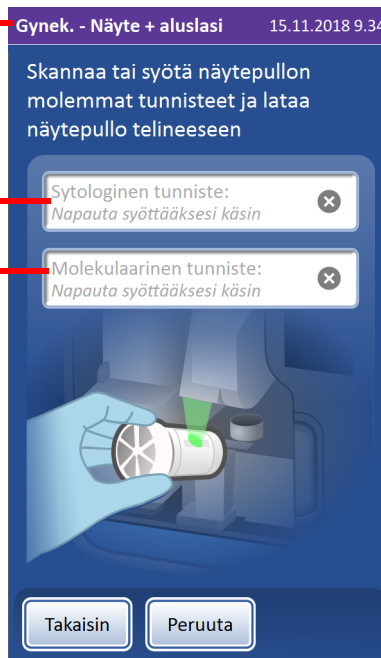 Gynek. - Näyte + aluslasi 15.11.2018 9.34
Skannaa tai syötä näytepullon
molemmat tunnisteet ja lataa
näytepullo telineeseen
Sytologinen tunniste:
Napauta syöttääksesi käsin
Molekulaarinen tunniste:
Napauta syöttääksesi käsin
Takaisin Peruuta